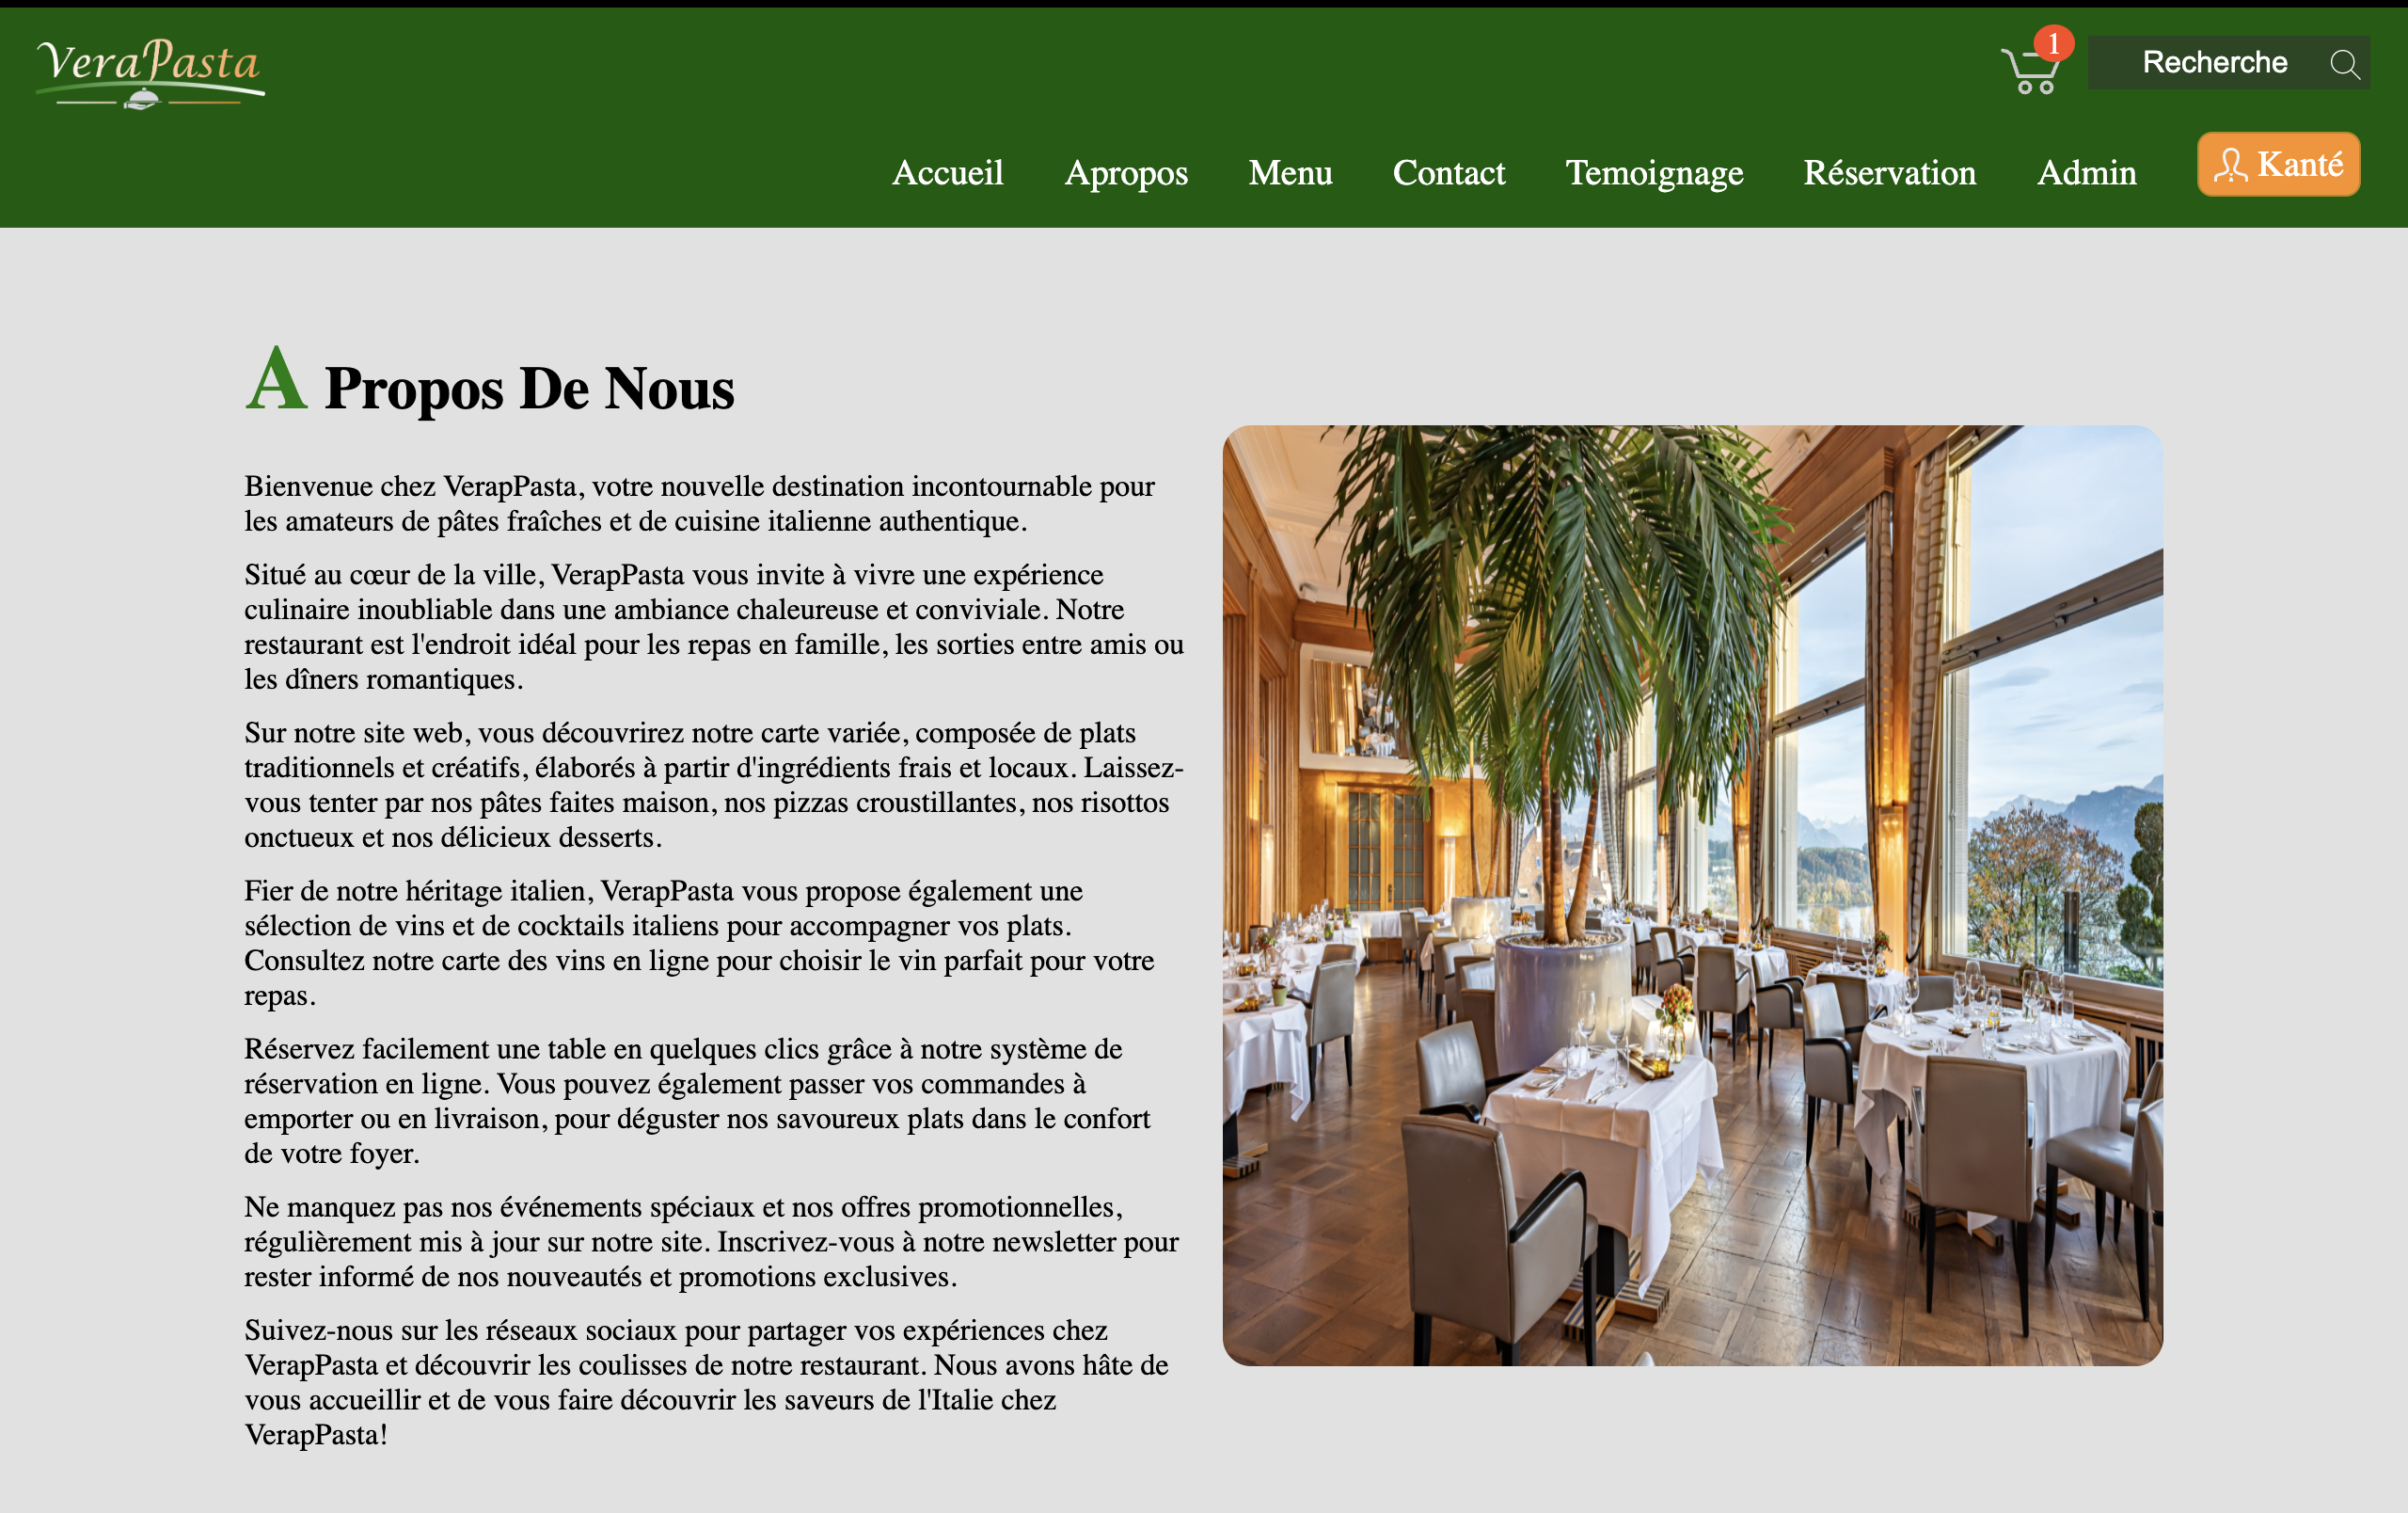 VeraPasta
1
Recherche
Accueil
Apropos
Menu
Contact
Temoignage
Réservation
Admin
Kanté
A Propos De Nous
Bienvenue chez VerapPasta, votre nouvelle destination incontournable pour
les amateurs de pâtes fraîches et de cuisine italienne authentique.
Situé au cœur de la ville, VerapPasta vous invite à vivre une expérience
culinaire inoubliable dans une ambiance chaleureuse et conviviale. Notre
restaurant est l'endroit idéal pour les repas en famille, les sorties entre amis ou
les dîners romantiques.
Sur notre site web, vous découvrirez notre carte variée, composée de plats
traditionnels et créatifs, élaborés à partir d'ingrédients frais et locaux. Laissez-
vous tenter par nos pâtes faites maison, nos pizzas croustillantes, nos risottos
onctueux et nos délicieux desserts.
Fier de notre héritage italien, VerapPasta vous propose également une
sélection de vins et de cocktails italiens pour accompagner vos plats.
Consultez notre carte des vins en ligne pour choisir le vin parfait pour votre
repas.
Réservez facilement une table en quelques clics grâce à notre système de
réservation en ligne. Vous pouvez également passer vos commandes à
emporter ou en livraison, pour déguster nos savoureux plats dans le confort
de votre foyer.
Ne manquez pas nos événements spéciaux et nos offres promotionnelles,
régulièrement mis à jour sur notre site. Inscrivez-vous à notre newsletter pour
rester informé de nos nouveautés et promotions exclusives.
Suivez-nous sur les réseaux sociaux pour partager vos expériences chez
VerapPasta et découvrir les coulisses de notre restaurant. Nous avons hâte de
vous accueillir et de vous faire découvrir les saveurs de l'Italie chez
VerapPasta!